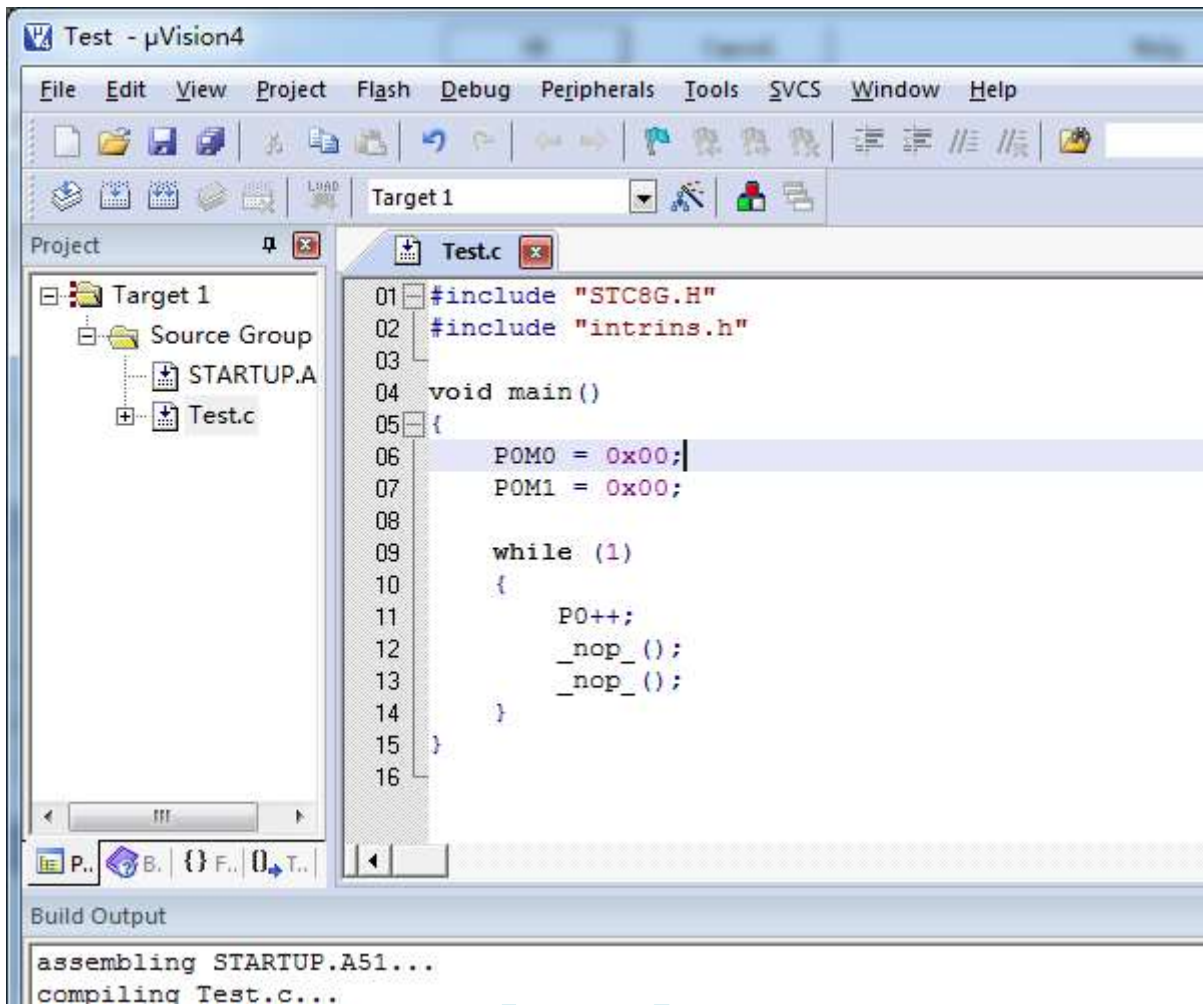 Test - µVision4
File Edit View Project Flash Debug Peripherals Tools SVCS Window Help
LOAD Target 1
Project
Test.c
Target 1
Source Group
STARTUP.A
Test.c
01 #include "STC8G.H"
02 #include "intrins.h"
03
04 void main()
05 {
06 P0M0 = 0x00;
07 P0M1 = 0x00;
08
09 while (1)
10 {
11 P0++;
12 _nop_();
13 _nop_();
14 }
15 }
16
P.. B. {} F.. 0 T..
Build Output
assembling STARTUP.A51...
compiling Test.c...